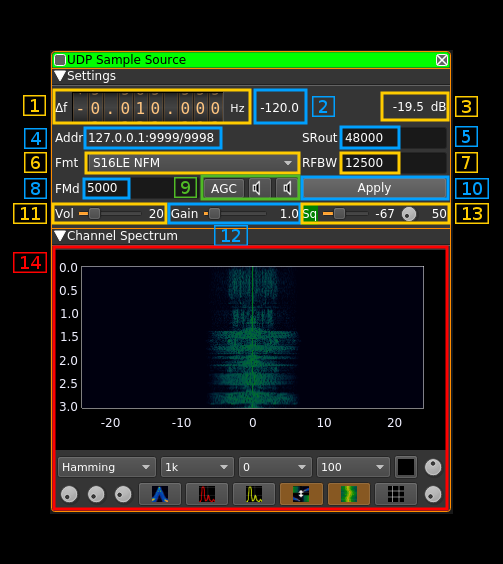 UDP Sample Source
Settings
1 Δf -0.010.000 Hz -120.0 2 -19.5 dB 3
4 Addr 127.0.0.1:9999/9998 SRout 48000 5
6 Fmt S16LE NFM RFBW 12500 7
8 FMd 5000 9 AGC Apply 10
11 Vol 20 Gain 1.0 Sq -67 50 13
Channel Spectrum 12
14
0.0
0.5
1.0
1.5
2.0
2.5
3.0
-20 -10 0 10 20
Hamming 1k 0 100